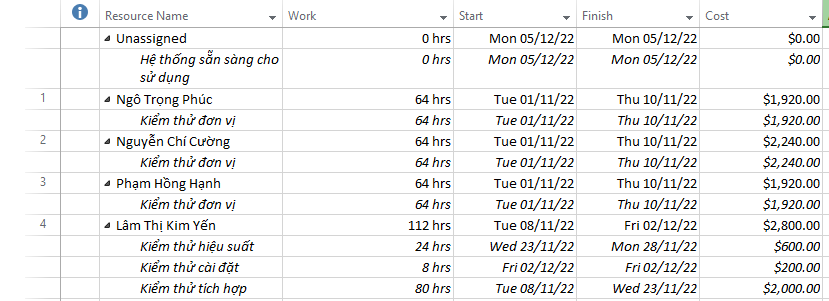 Resource Name Work Start Finish Cost
Unassigned 0 hrs Mon 05/12/22 Mon 05/12/22 $0.00
Hệ thống sẵn sàng cho 0 hrs Mon 05/12/22 Mon 05/12/22 $0.00
sử dụng
1 Ngô Trọng Phúc 64 hrs Tue 01/11/22 Thu 10/11/22 $1,920.00
Kiểm thử đơn vị 64 hrs Tue 01/11/22 Thu 10/11/22 $1,920.00
2 Nguyễn Chí Cường 64 hrs Tue 01/11/22 Thu 10/11/22 $2,240.00
Kiểm thử đơn vị 64 hrs Tue 01/11/22 Thu 10/11/22 $2,240.00
3 Phạm Hồng Hạnh 64 hrs Tue 01/11/22 Thu 10/11/22 $1,920.00
Kiểm thử đơn vị 64 hrs Tue 01/11/22 Thu 10/11/22 $1,920.00
4 Lâm Thị Kim Yến 112 hrs Tue 08/11/22 Fri 02/12/22 $2,800.00
Kiểm thử hiệu suất 24 hrs Wed 23/11/22 Mon 28/11/22 $600.00
Kiểm thử cài đặt 8 hrs Fri 02/12/22 Fri 02/12/22 $200.00
Kiểm thử tích hợp 80 hrs Tue 08/11/22 Wed 23/11/22 $2,000.00